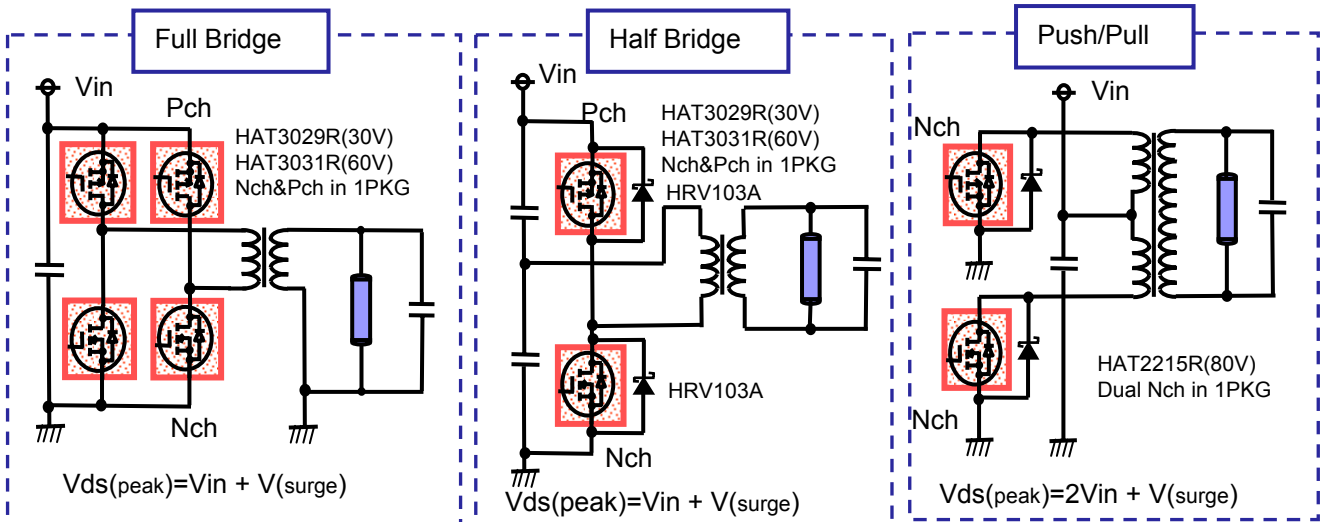 Full Bridge
Vin
Pch
HAT3029R(30V)
HAT3031R(60V)
Nch&Pch in 1PKG
Nch
Vds(peak)=Vin + V(surge)
Half Bridge
Vin
Pch
HAT3029R(30V)
HAT3031R(60V)
Nch&Pch in 1PKG
HRV103A
HRV103A
Nch
Vds(peak)=Vin + V(surge)
Push/Pull
Vin
Nch
HAT2215R(80V)
Dual Nch in 1PKG
Nch
Vds(peak)=2Vin + V(surge)